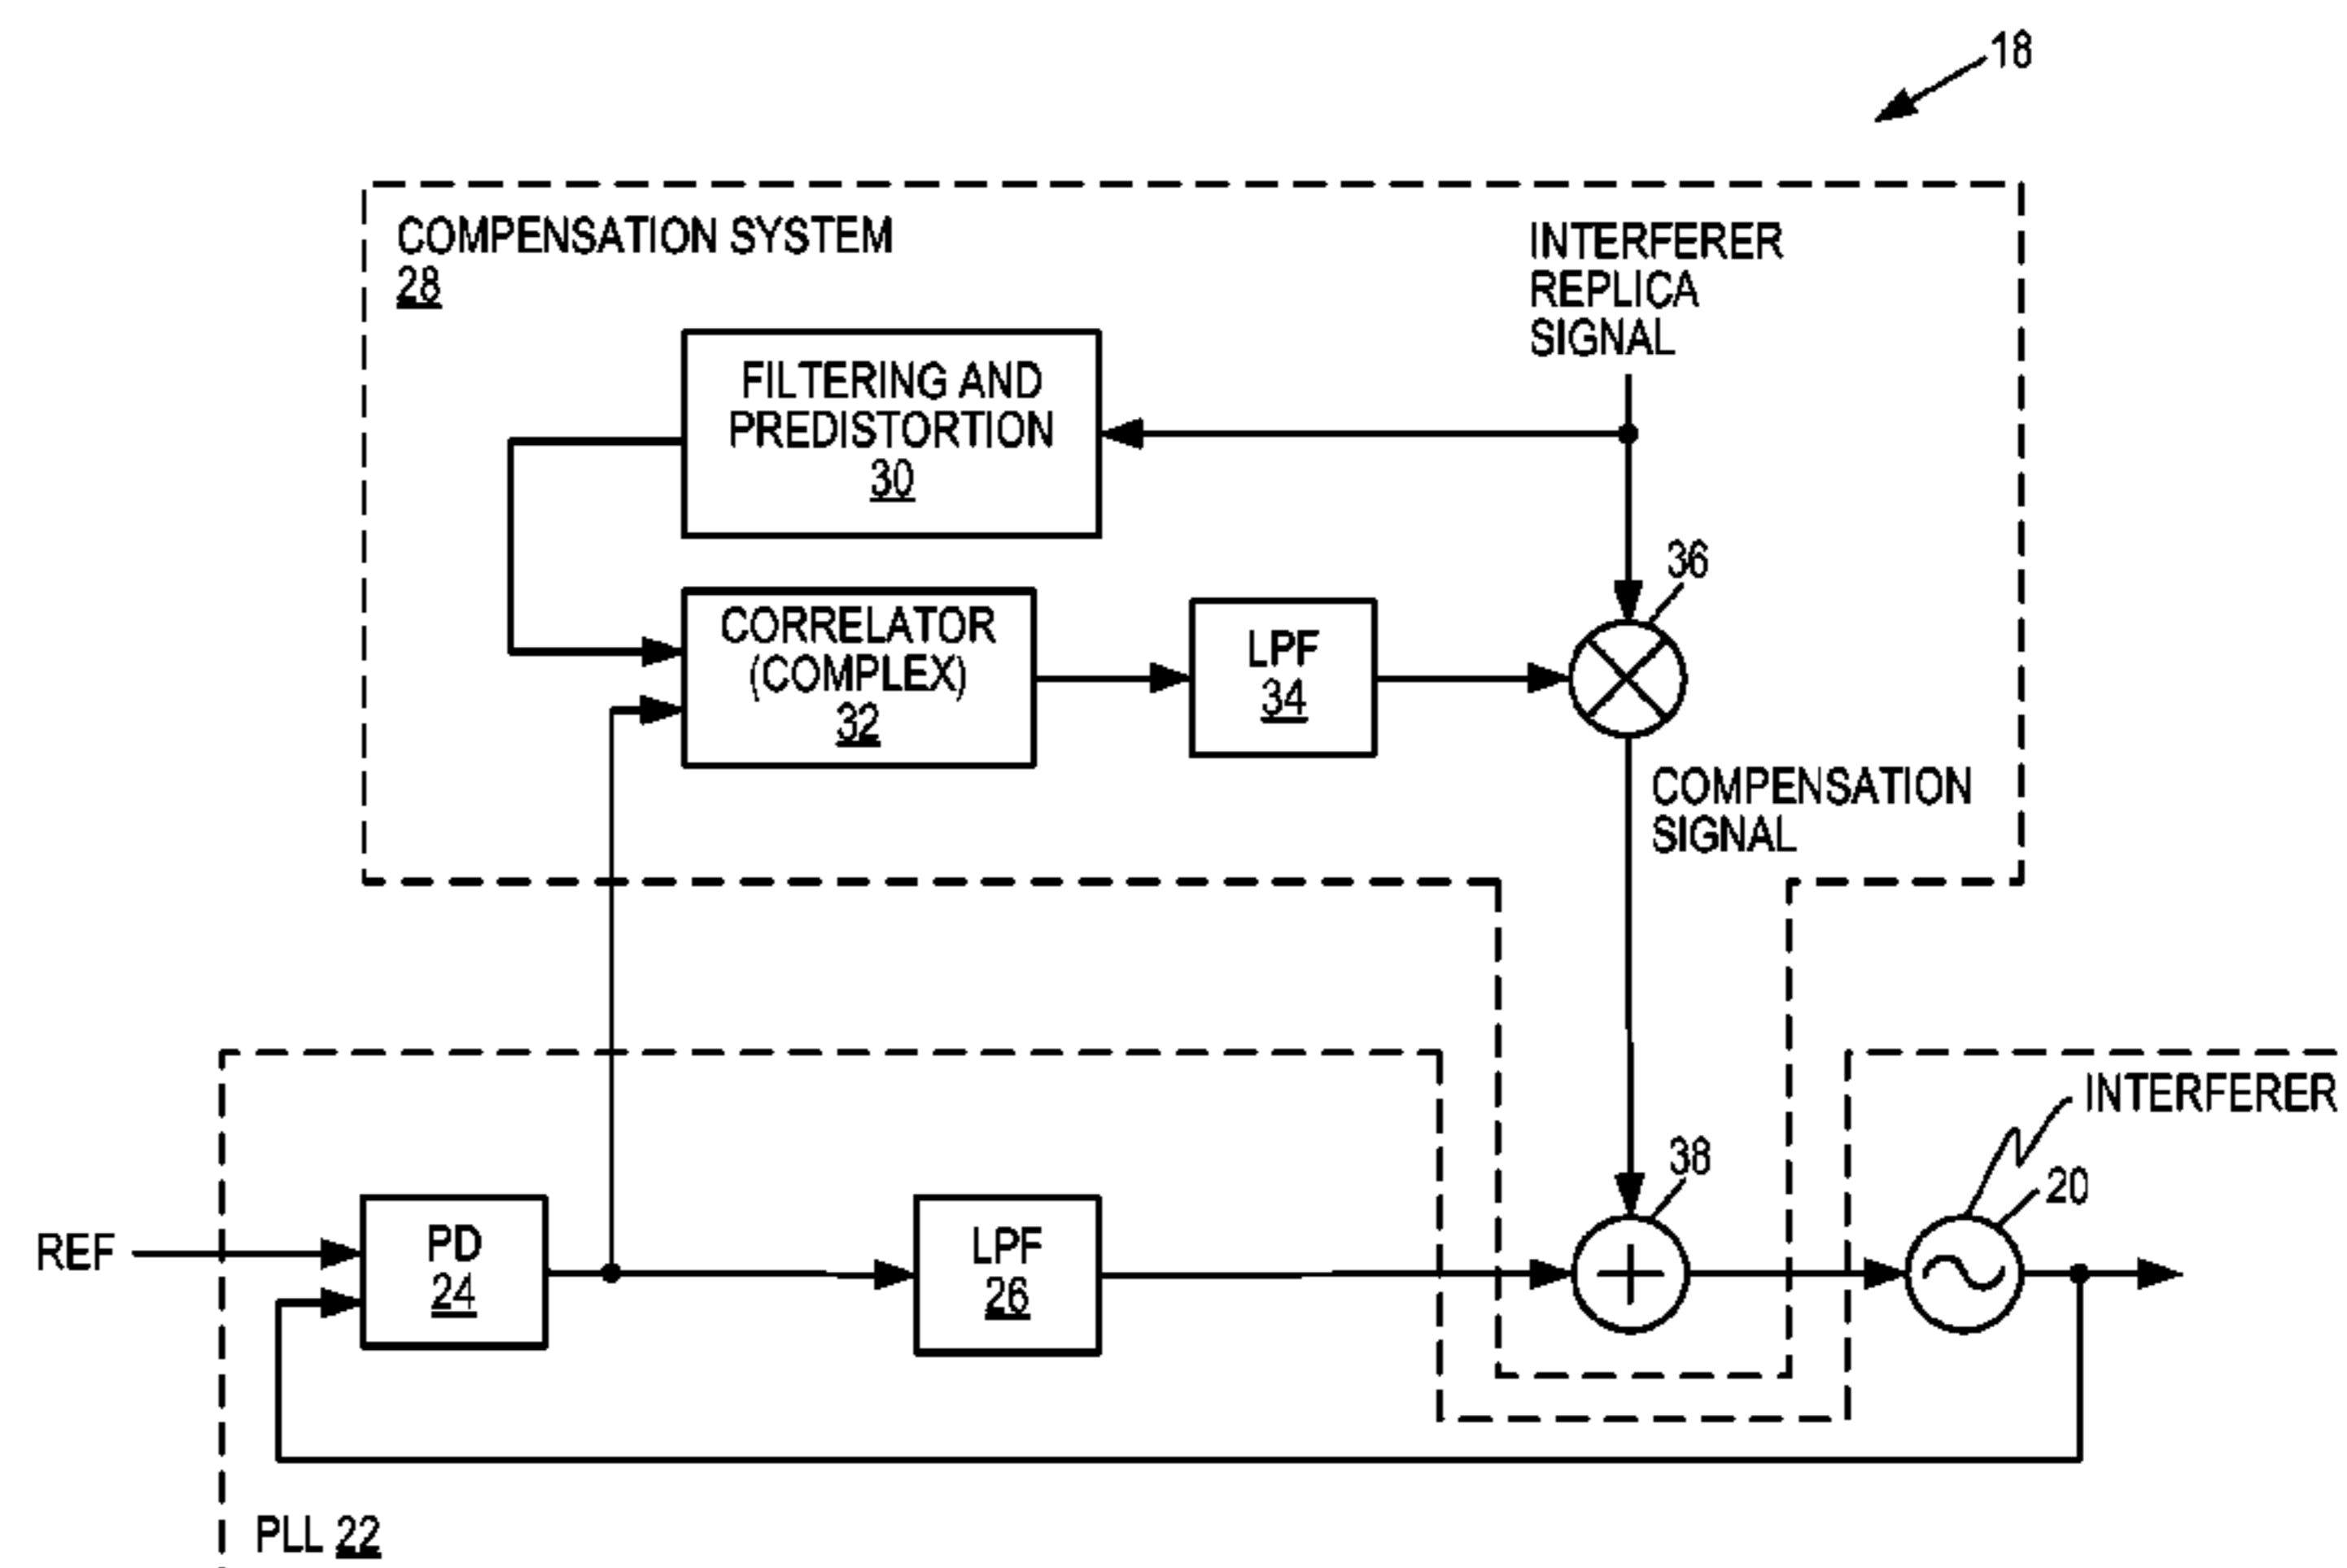 18
COMPENSATION SYSTEM
28
INTERFERER
REPLICA
SIGNAL
FILTERING AND
PREDISTORTION
30
36
CORRELATOR
(COMPLEX)
32
LPF
34
COMPENSATION
SIGNAL
INTERFERER
38
20
REF
PD
24
LPF
26
PLL 22